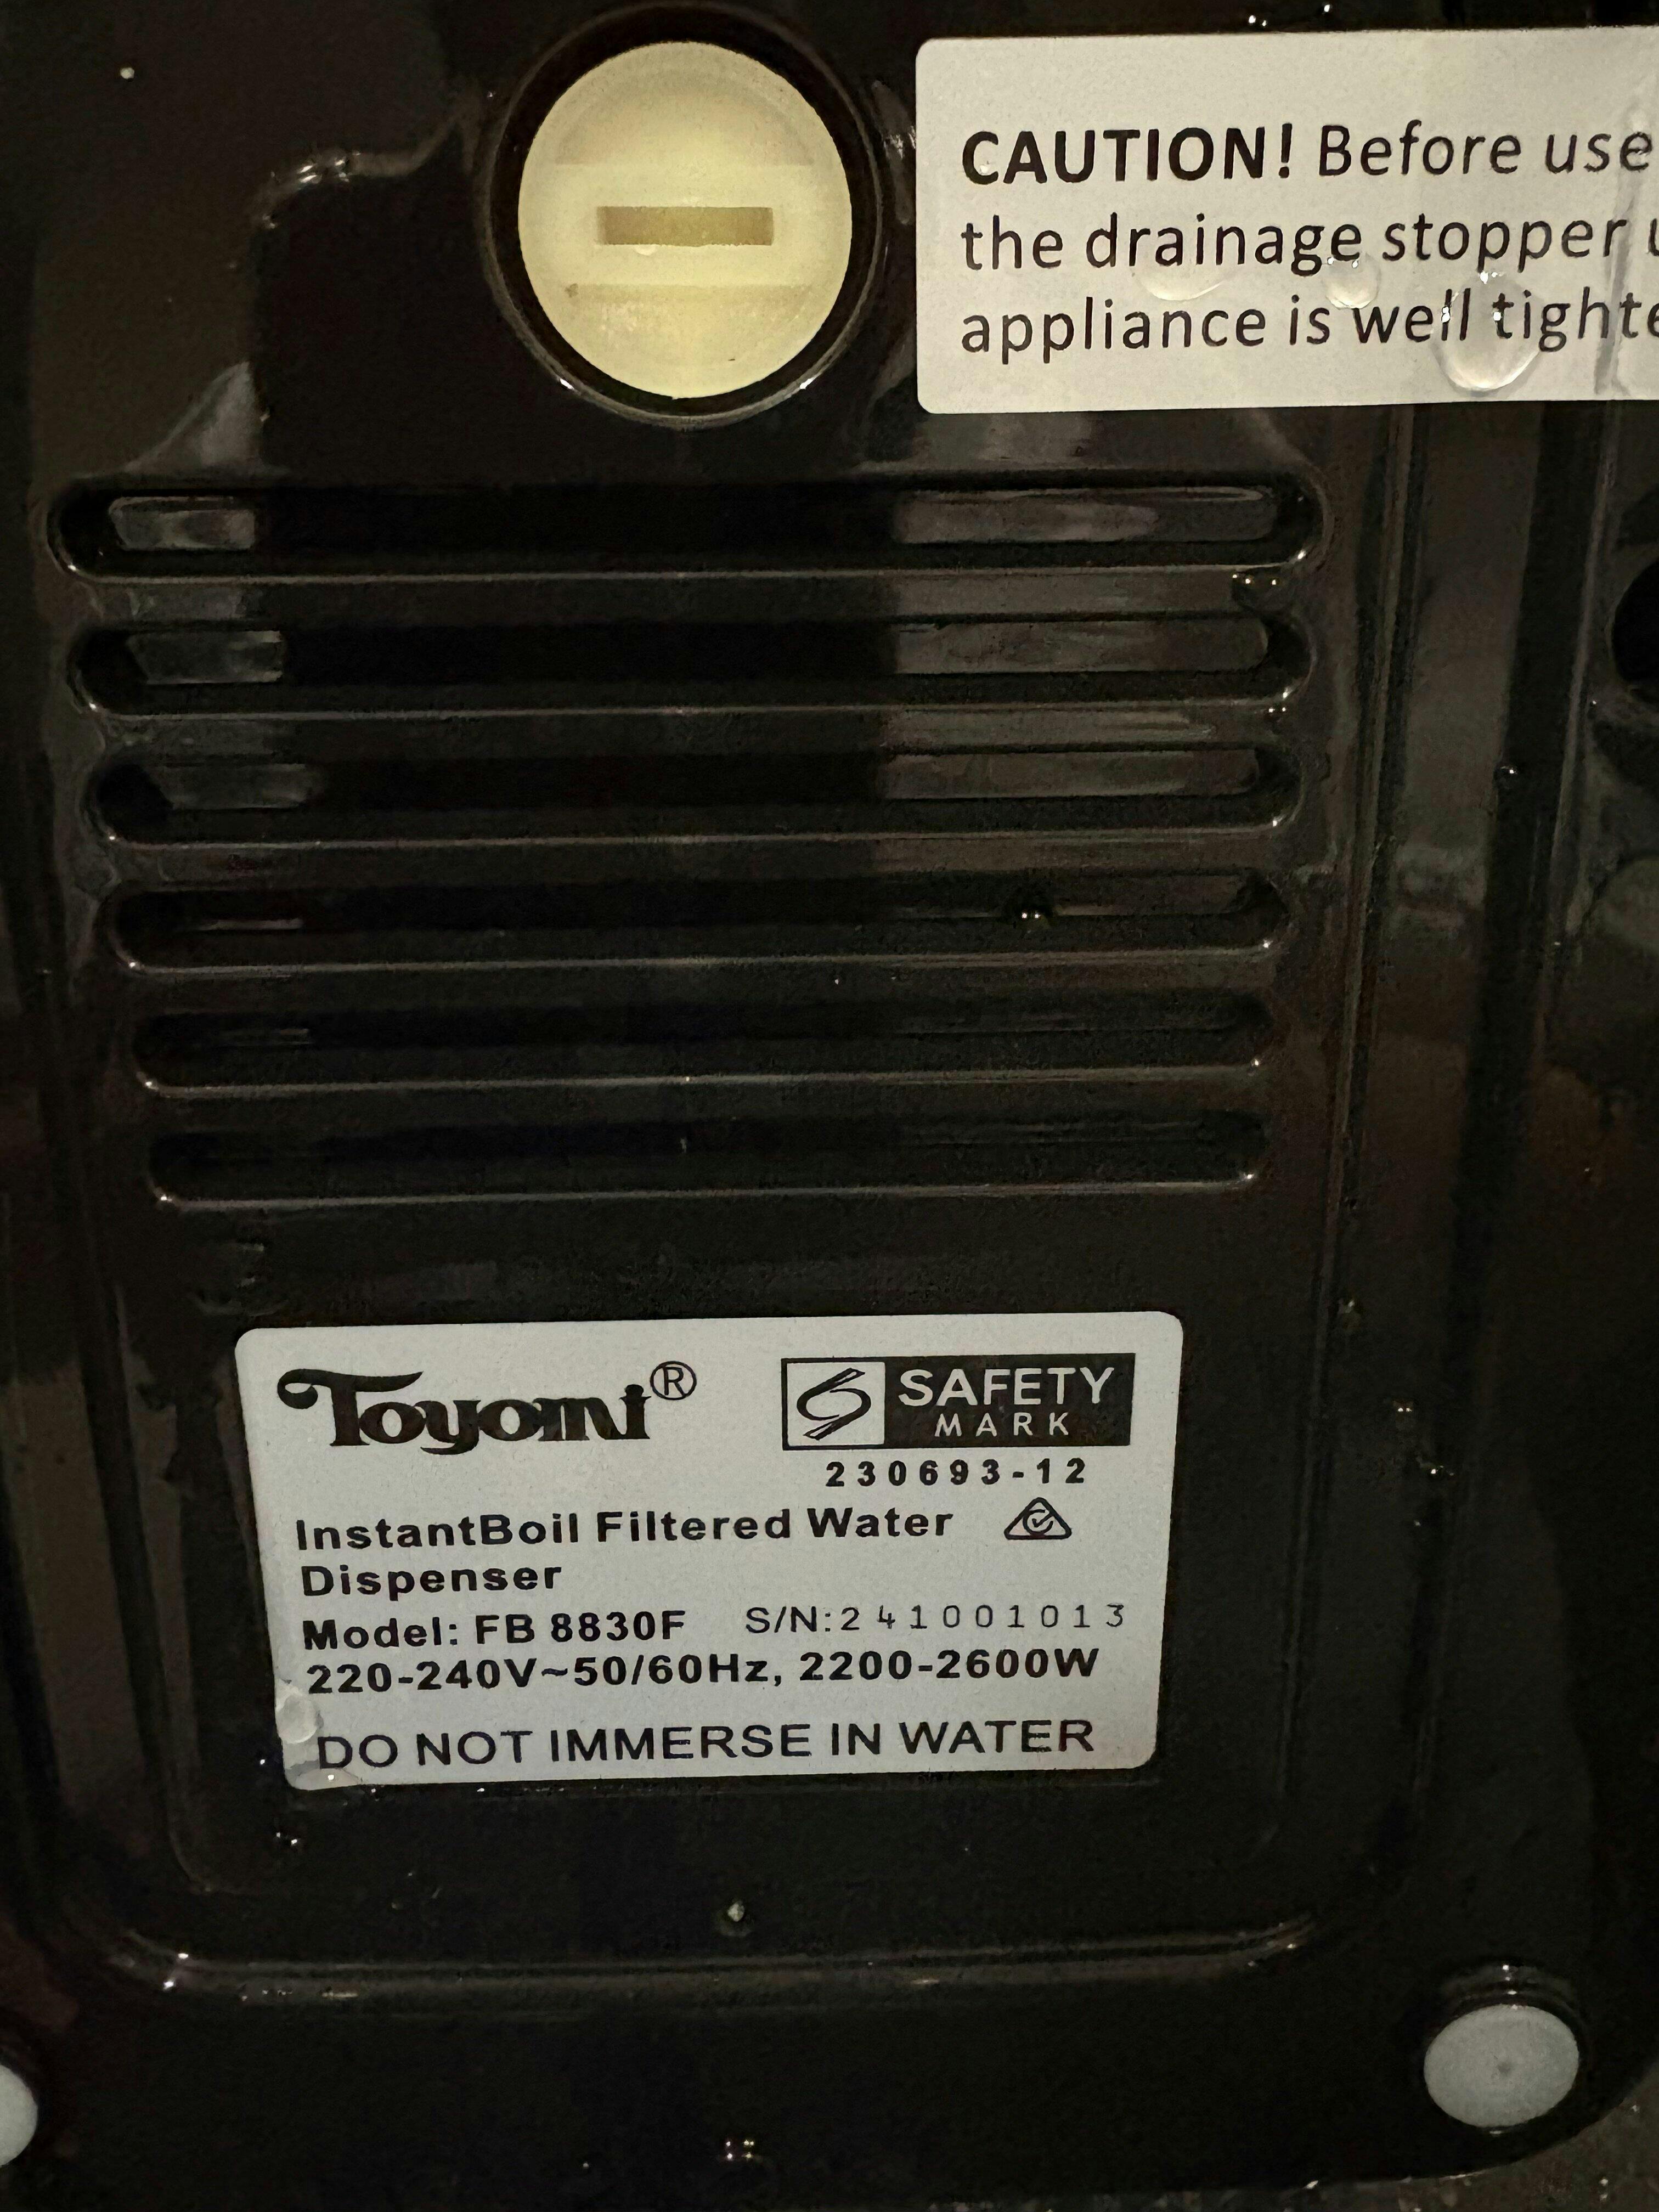 CAUTION! Before use
the drainage stopper
appliance is well
Toyomi®
SAFETY
MARK
230693-12
InstantBoil Filtered Water
Dispenser
Model: FB 8830F S/N:241001013
220-240V~50/60Hz, 2200-2600W
DO NOT IMMERSE IN WATER